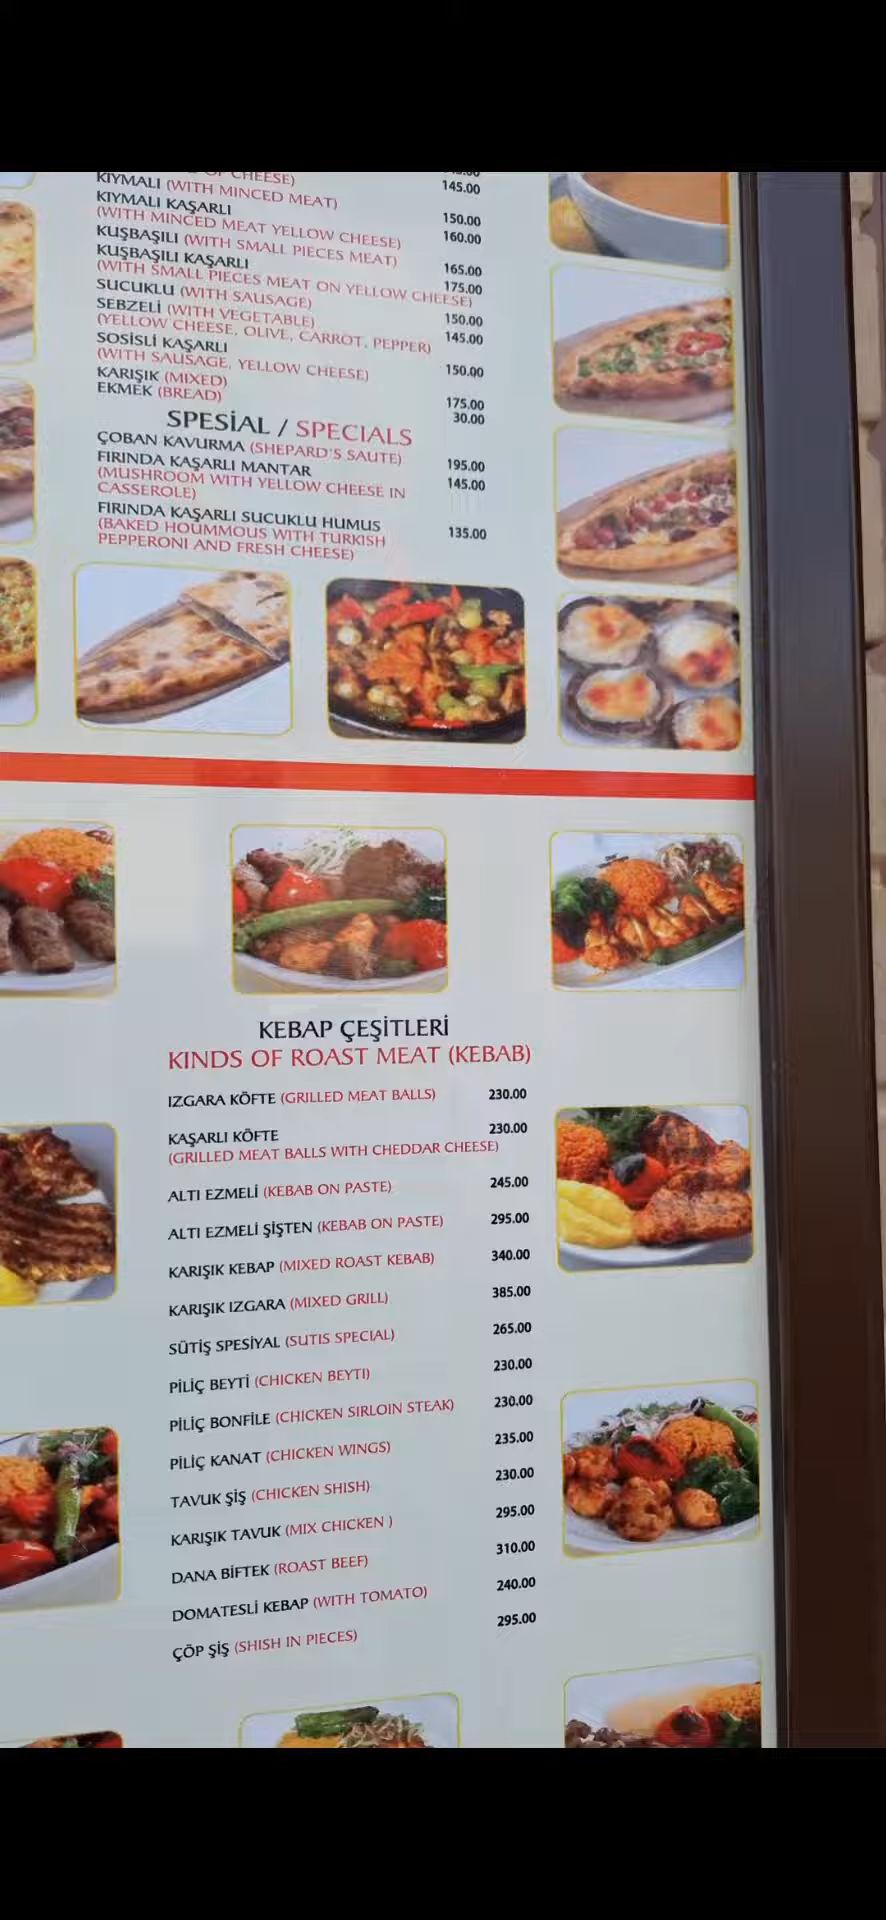 OF CHEESE)
KIYMALI (WITH MINCED MEAT) 145.00
KIYMALI KAŞARLI 150.00
(WITH MINCED MEAT YELLOW CHEESE)
KUŞBAŞILI (WITH SMALL PIECES MEAT) 160.00
KUŞBAŞILI KAŞARLI 165.00
(WITH SMALL PIECES MEAT ON YELLOW CHEESE)
SUCUKLU (WITH SAUSAGE) 175.00
SEBZELİ (WITH VEGETABLE) 150.00
(YELLOW CHEESE, OLIVE, CARROT, PEPPER) 145.00
SOSİSLİ KAŞARLI
(WITH SAUSAGE, YELLOW CHEESE) 150.00
KARIŞIK (MIXED) 175.00
EKMEK (BREAD) 30.00
SPESİAL / SPECIALS
ÇOBAN KAVURMA (SHEPARD'S SAUTE) 195.00
FIRINDA KAŞARLI MANTAR 145.00
(MUSHROOM WITH YELLOW CHEESE IN
CASSEROLE)
FIRINDA KAŞARLI SUCUKLU HUMUS 135.00
(BAKED HOUMMOUS WITH TURKISH
PEPPERONI AND FRESH CHEESE)
KEBAP ÇEŞİTLERİ
KINDS OF ROAST MEAT (KEBAB)
IZGARA KÖFTE (GRILLED MEAT BALLS) 230.00
KAŞARLI KÖFTE 230.00
(GRILLED MEAT BALLS WITH CHEDDAR CHEESE)
ALTI EZMELİ (KEBAB ON PASTE) 245.00
ALTI EZMELİ ŞİŞTEN (KEBAB ON PASTE) 295.00
KARIŞIK KEBAP (MIXED ROAST KEBAB) 340.00
KARIŞIK IZGARA (MIXED GRILL) 385.00
SÜTİŞ SPESİYAL (SUTIS SPECIAL) 265.00
PİLİÇ BEYTİ (CHICKEN BEYTI) 230.00
PİLİÇ BONFİLE (CHICKEN SIRLOIN STEAK) 230.00
PİLİÇ KANAT (CHICKEN WINGS) 235.00
TAVUK ŞİŞ (CHICKEN SHISH) 230.00
KARIŞIK TAVUK (MIX CHICKEN ) 295.00
DANA BİFTEK (ROAST BEEF) 310.00
DOMATESLİ KEBAP (WITH TOMATO) 240.00
ÇÖP ŞİŞ (SHISH IN PIECES) 295.00